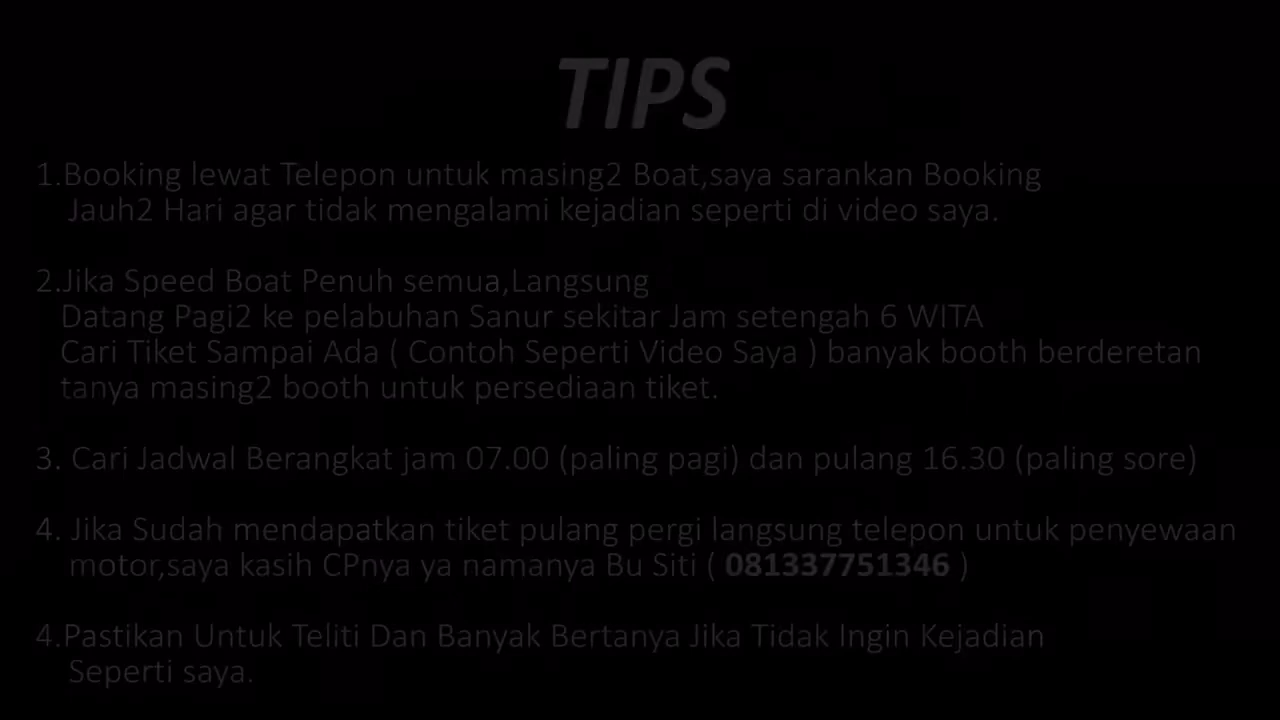 TIPS
1.Booking lewat Telepon untuk masing2 Boat,saya sarankan Booking
Jauh2 Hari agar tidak mengalami kejadian seperti di video saya.
2.Jika Speed Boat Penuh semua,Langsung
Datang Pagi2 ke pelabuhan Sanur sekitar Jam setengah 6 WITA
Cari Tiket Sampai Ada ( Contoh Seperti Video Saya ) banyak booth berderetan
tanya masing2 booth untuk persediaan tiket.
3. Cari Jadwal Berangkat jam 07.00 (paling pagi) dan pulang 16.30 (paling sore)
4. Jika Sudah mendapatkan tiket pulang pergi langsung telepon untuk penyewaan
motor,saya kasih CPnya ya namanya Bu Siti ( 081337751346 )
4.Pastikan Untuk Teliti Dan Banyak Bertanya Jika Tidak Ingin Kejadian
Seperti saya.